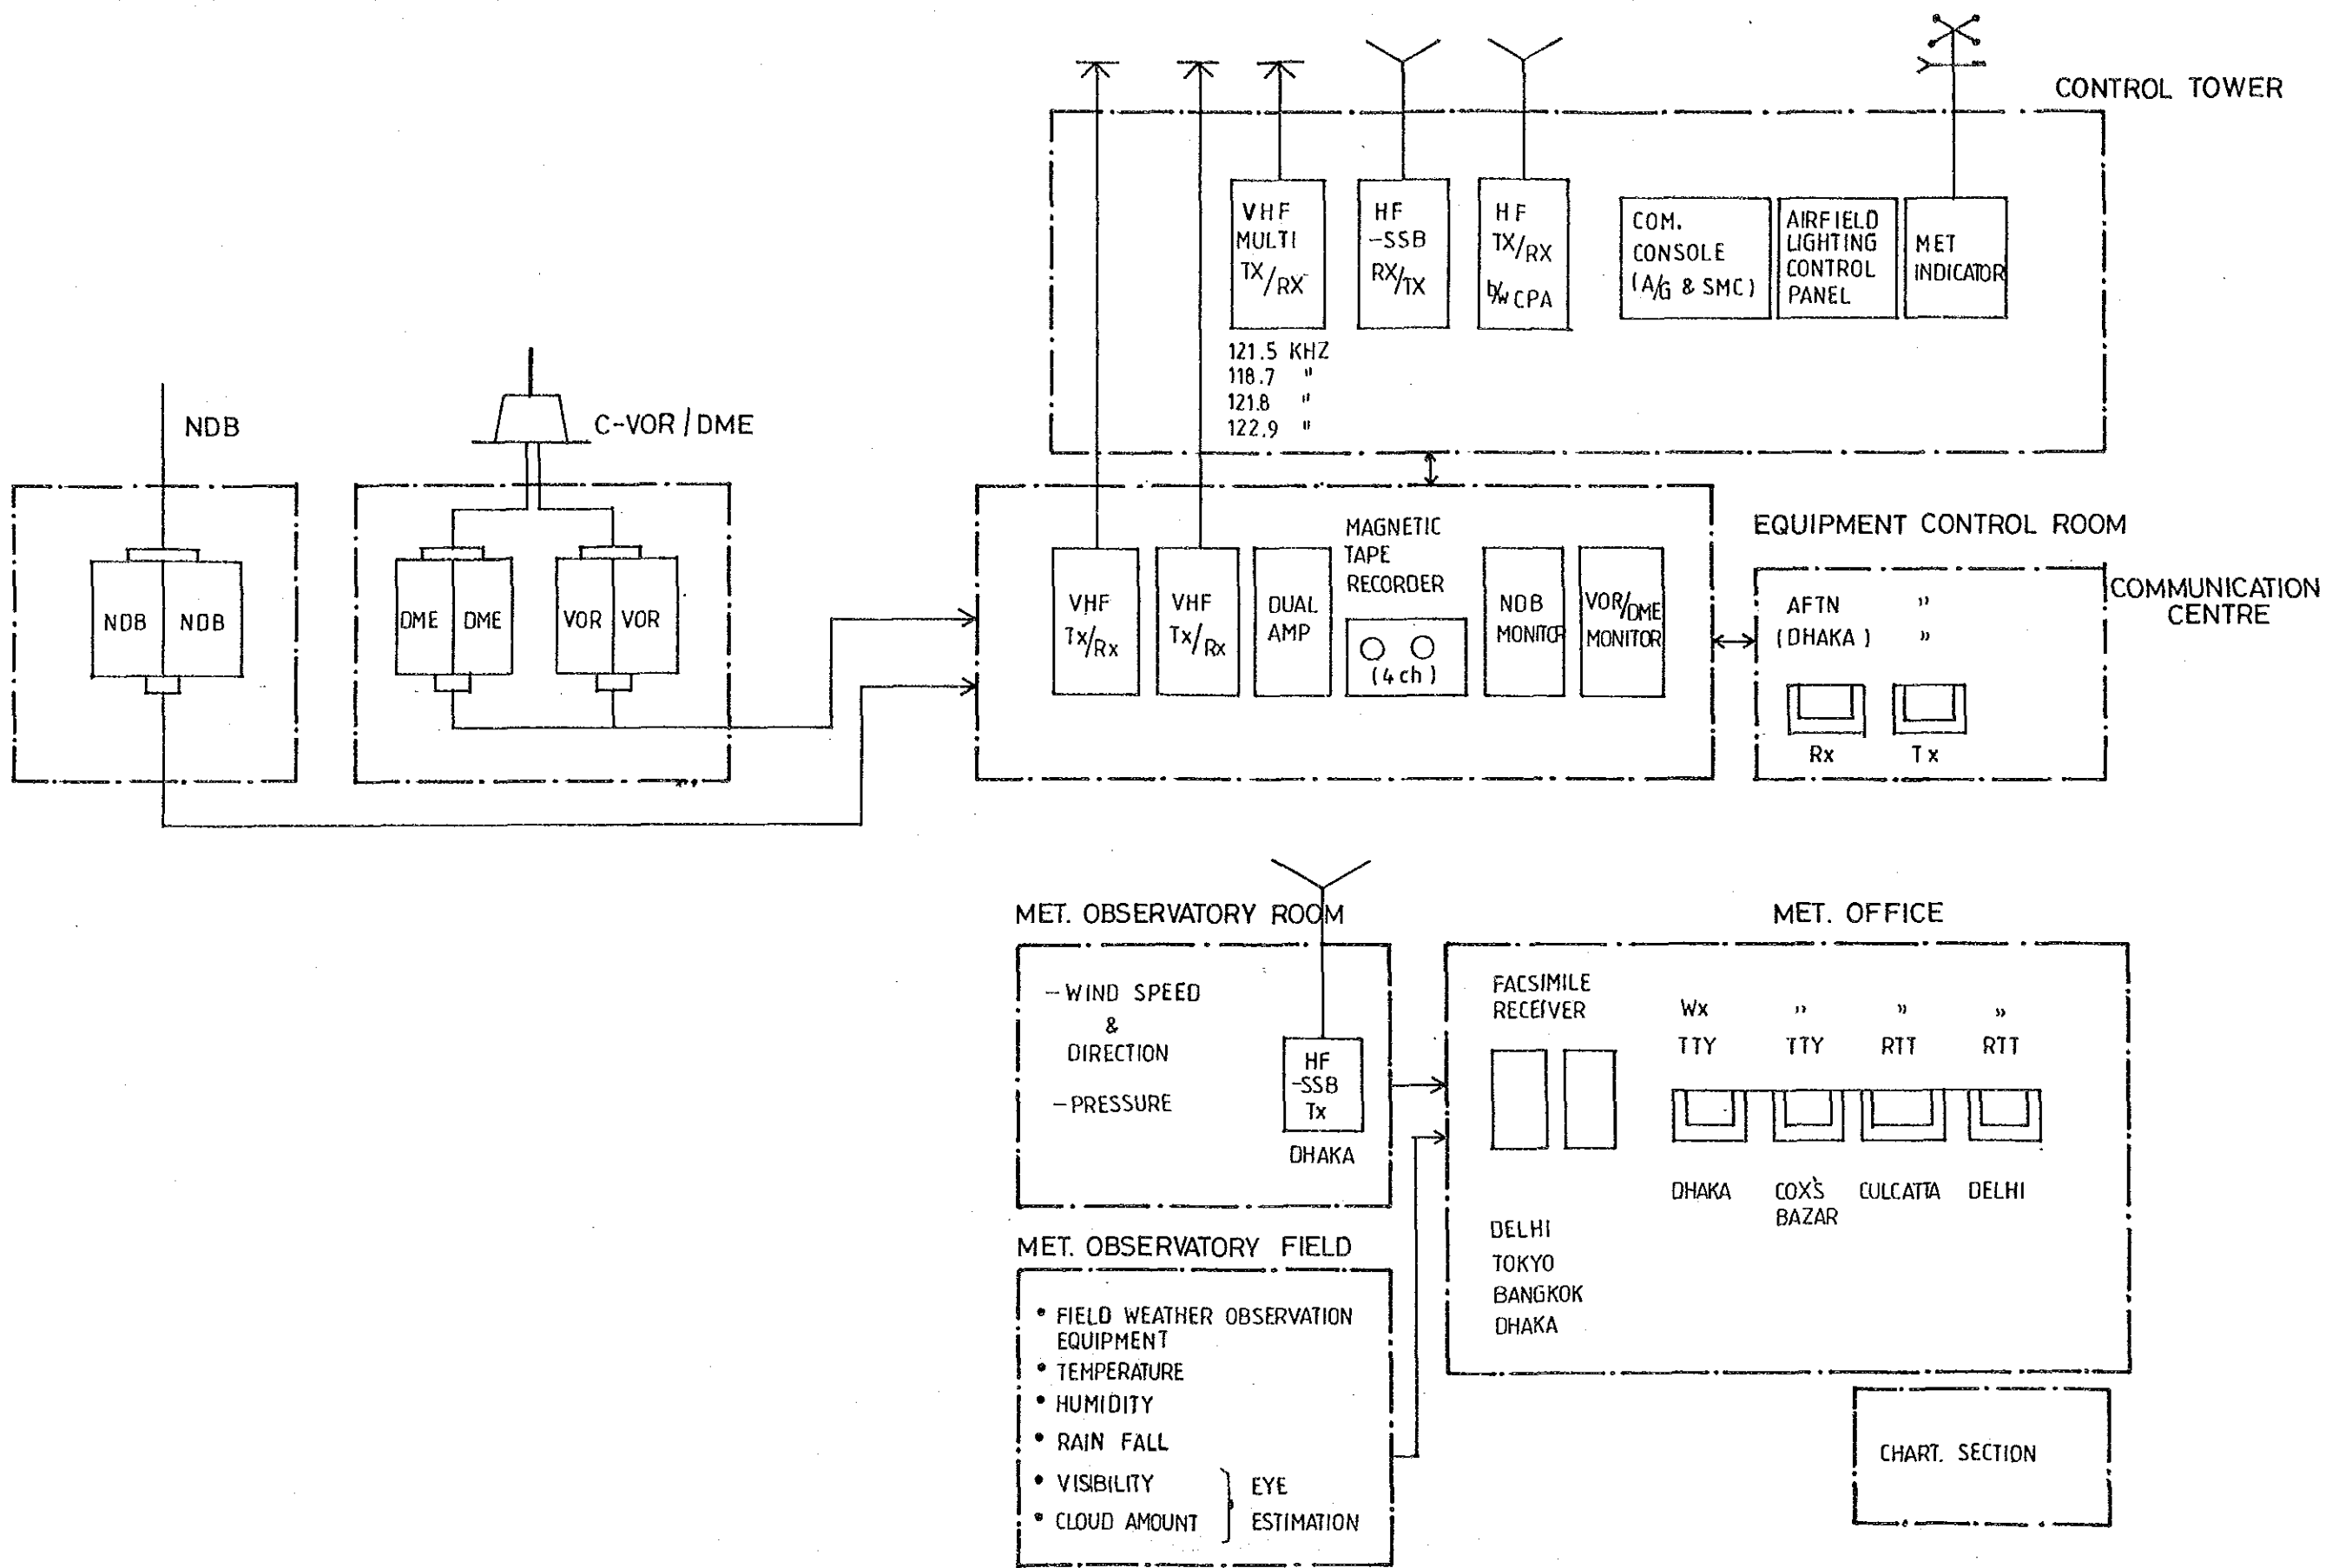 CONTROL TOWER
VHF
MULTI
TX/RX
HF
-SSB
RX/TX
HF
TX/RX
b/w CPA
COM.
CONSOLE
(A/G & SMC)
AIRFIELD
LIGHTING
CONTROL
PANEL
MET
INDICATOR
121.5 KHZ
118.7 "
121.8 "
122.9 "
NDB
C-VOR/DME
NDB NDB
DME DME
VOR VOR
VHF
Tx/Rx
VHF
Tx/Rx
DUAL
AMP
MAGNETIC
TAPE
RECORDER
(4ch)
NDB
MONITOR
VOR/DME
MONITOR
EQUIPMENT CONTROL ROOM
COMMUNICATION
CENTRE
AFTN "
(DHAKA) "
Rx Tx
MET. OBSERVATORY ROOM
- WIND SPEED
&
DIRECTION
- PRESSURE
HF
-SSB
Tx
DHAKA
MET. OFFICE
FACSIMILE
RECEIVER
Wx " " "
TTY TTY RTT RTT
DHAKA COX'S CULCATTA DELHI
BAZAR
DELHI
TOKYO
BANGKOK
DHAKA
MET. OBSERVATORY FIELD
• FIELD WEATHER OBSERVATION
EQUIPMENT
• TEMPERATURE
• HUMIDITY
• RAIN FALL
• VISIBILITY } EYE
• CLOUD AMOUNT } ESTIMATION
CHART. SECTION